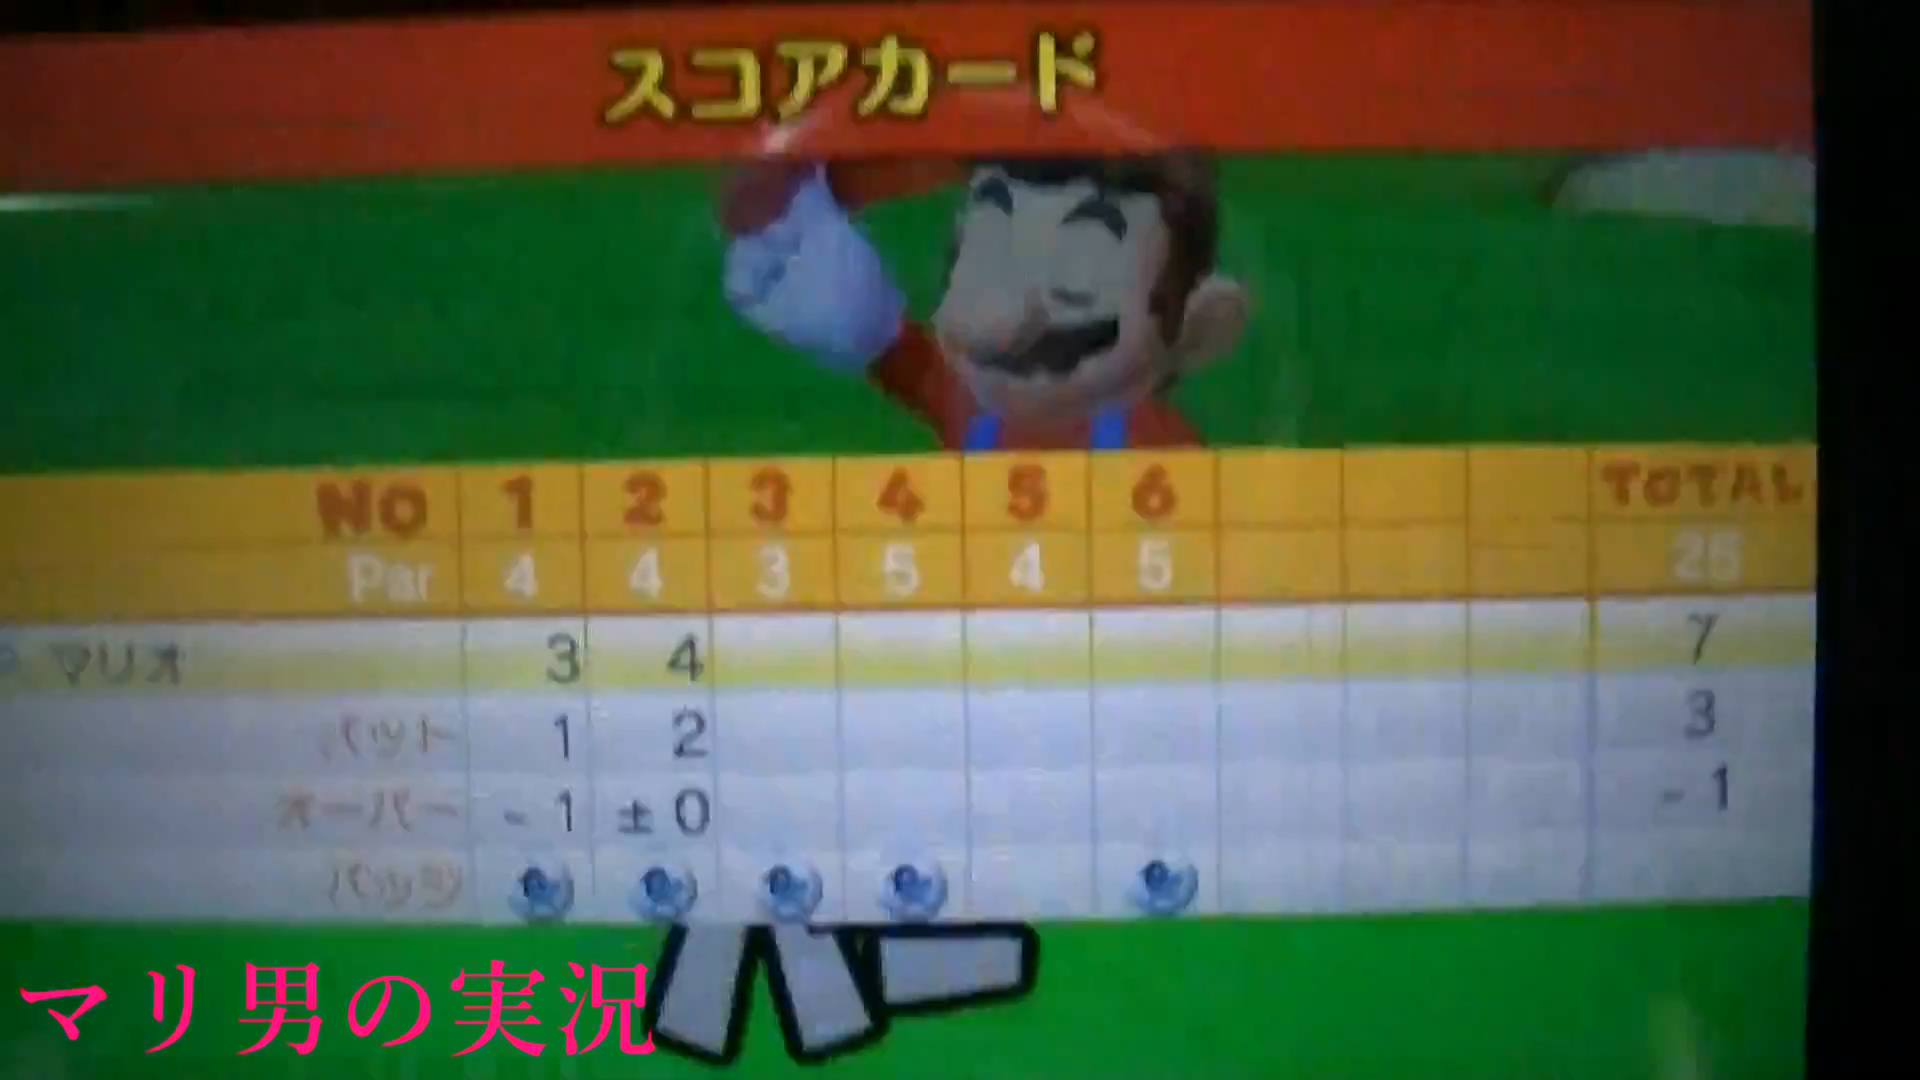 スコアカード
NO 1 2 3 4 5 6 TOTAL
Par 4 4 3 5 4 5 25
マリオ 3 4 7
パット 1 2 3
オーバー -1 ±0 -1
バッジ
パー
マリ男の実況